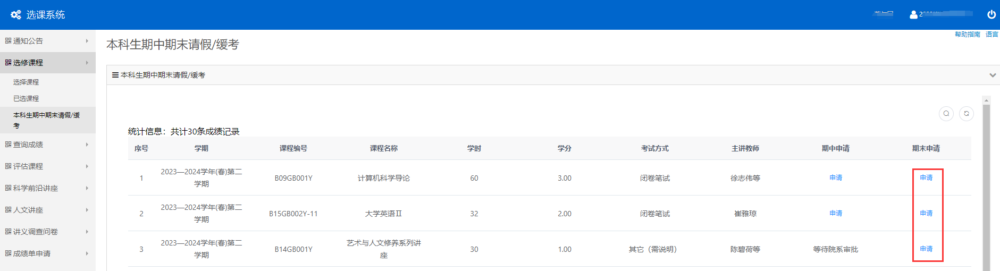 选课系统
帮助指南 语言
通知公告
选修课程
选择课程
已选课程
本科生期中期末请假/缓
考
查询成绩
评估课程
科学前沿讲座
人文讲座
讲义调查问卷
成绩单申请
本科生期中期末请假/缓考
本科生期中期末请假/缓考
统计信息：共计30条成绩记录
序号 学期 课程编号 课程名称 学时 学分 考试方式 主讲教师 期中申请 期末申请
1 2023—2024学年(春)第二学期 B09GB001Y 计算机科学导论 60 3.00 闭卷笔试 徐志伟等 申请 申请
2 2023—2024学年(春)第二学期 B15GB002Y-11 大学英语Ⅱ 32 2.00 闭卷笔试 崔雅琼 申请 申请
3 2023—2024学年(春)第二学期 B14GB001Y 艺术与人文修养系列讲座 30 1.00 其它（需说明） 陈碧荷等 等待院系审批 申请